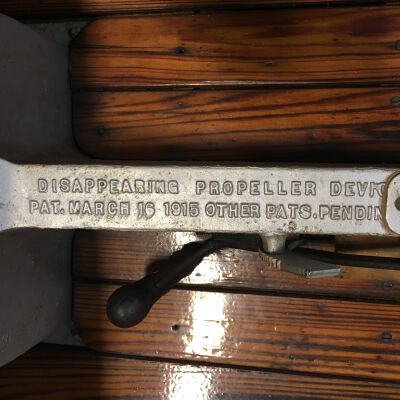 DISAPPEARING PROPELLER DEVIC
PAT. MARCH 16 1915 OTHER PATS. PENDIN